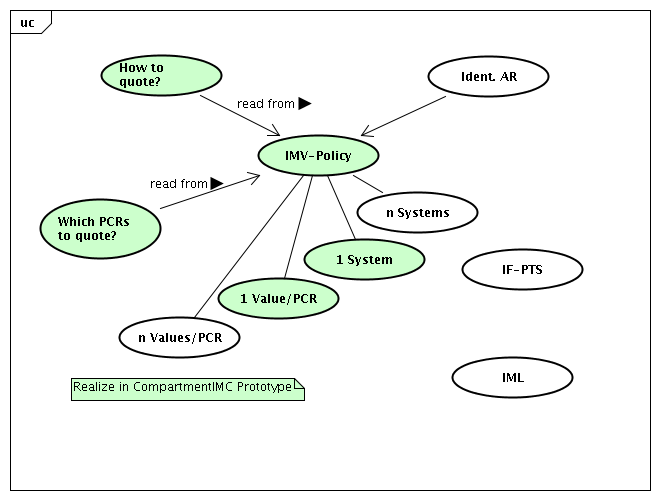 uc
How to
quote?
Ident. AR
read from
IMV-Policy
read from
Which PCRs
to quote?
n Systems
1 System
IF-PTS
1 Value/PCR
n Values/PCR
IML
Realize in CompartmentIMC Prototype